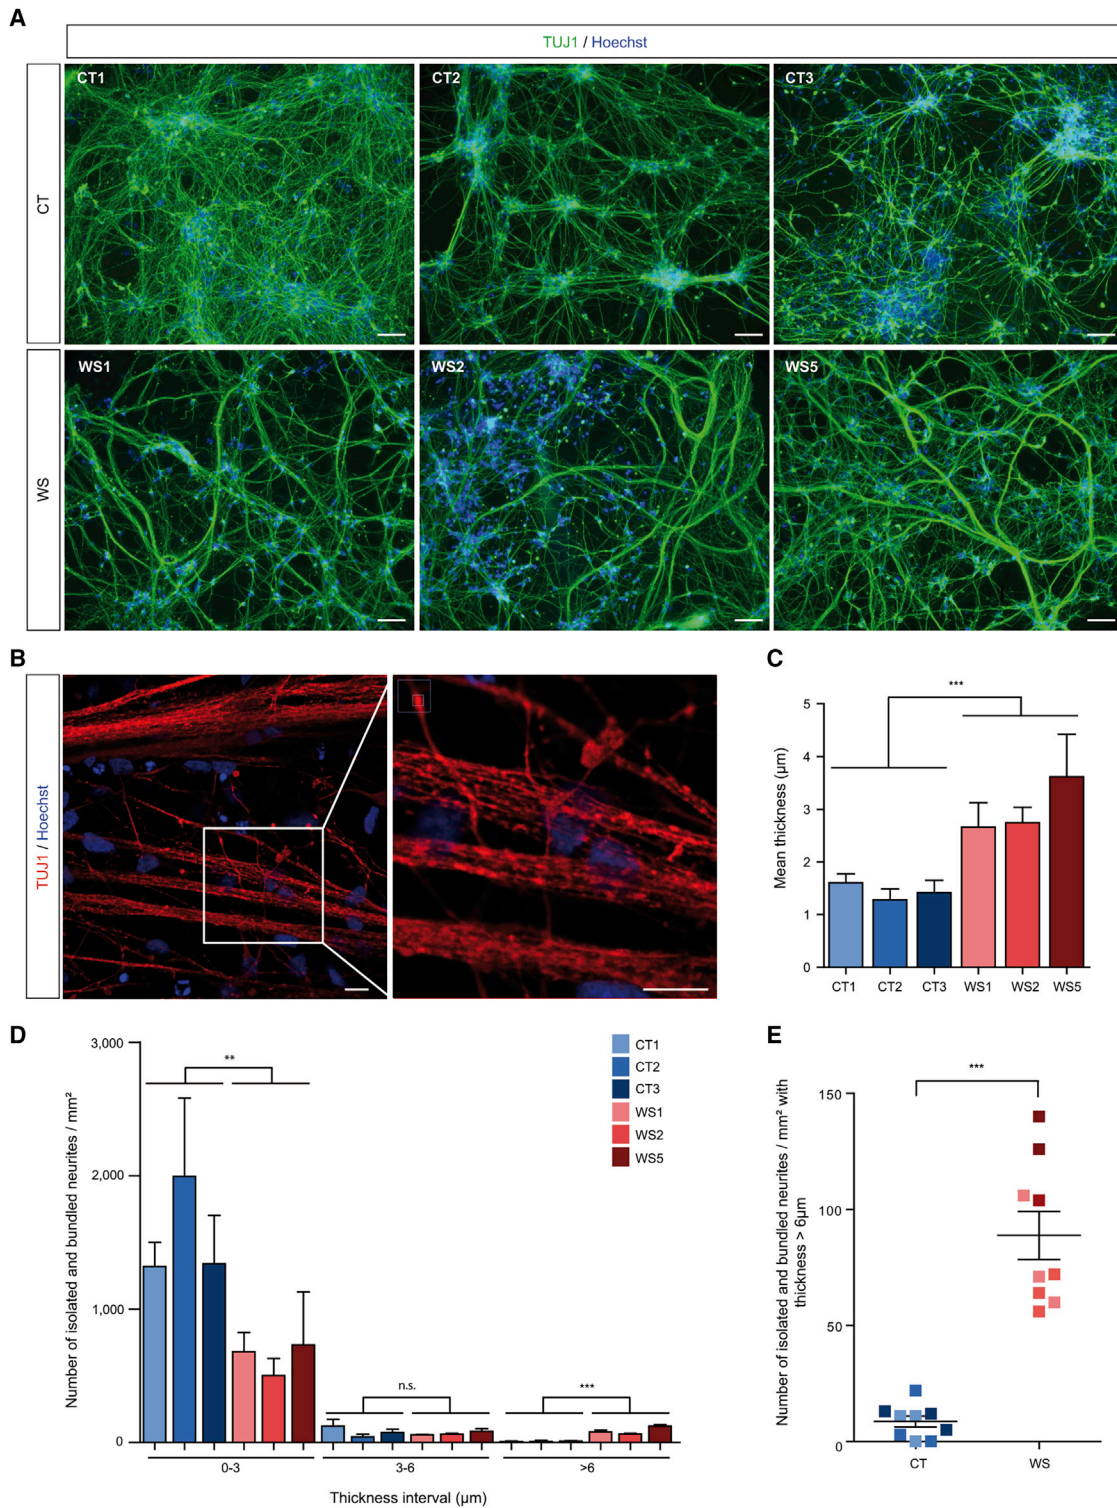 A
TUJ1 / Hoechst
CT
CT1
CT2
CT3
WS
WS1
WS2
WS5
B
TUJ1 / Hoechst
C
Mean thickness (µm)
5
4
3
2
1
0
***
CT1 CT2 CT3 WS1 WS2 WS5
D
Number of isolated and bundled neurites / mm²
3,000
2,000
1,000
0
**
n.s.
***
CT1
CT2
CT3
WS1
WS2
WS5
0-3 3-6 >6
Thickness interval (µm)
E
Number of isolated and bundled neurites / mm² with
thickness > 6µm
150
100
50
0
***
CT WS